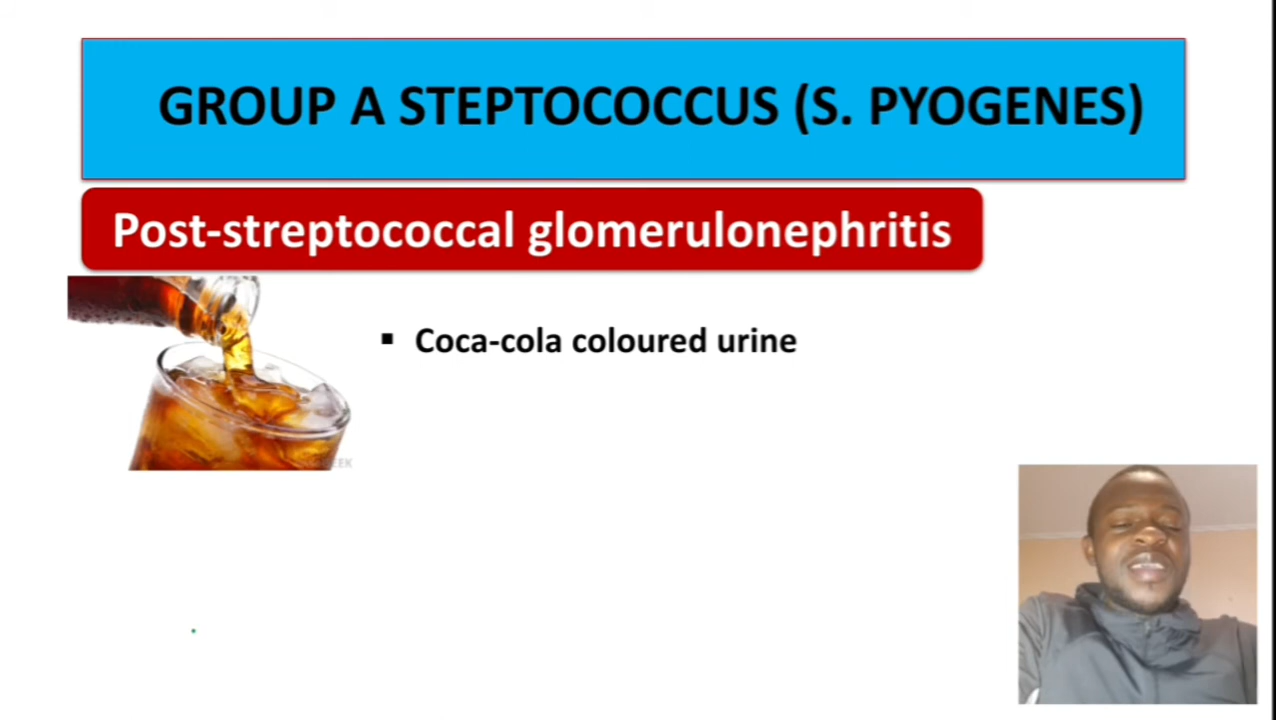 GROUP A STEPTOCOCCUS (S. PYOGENES)
Post-streptococcal glomerulonephritis
▪ Coca-cola coloured urine